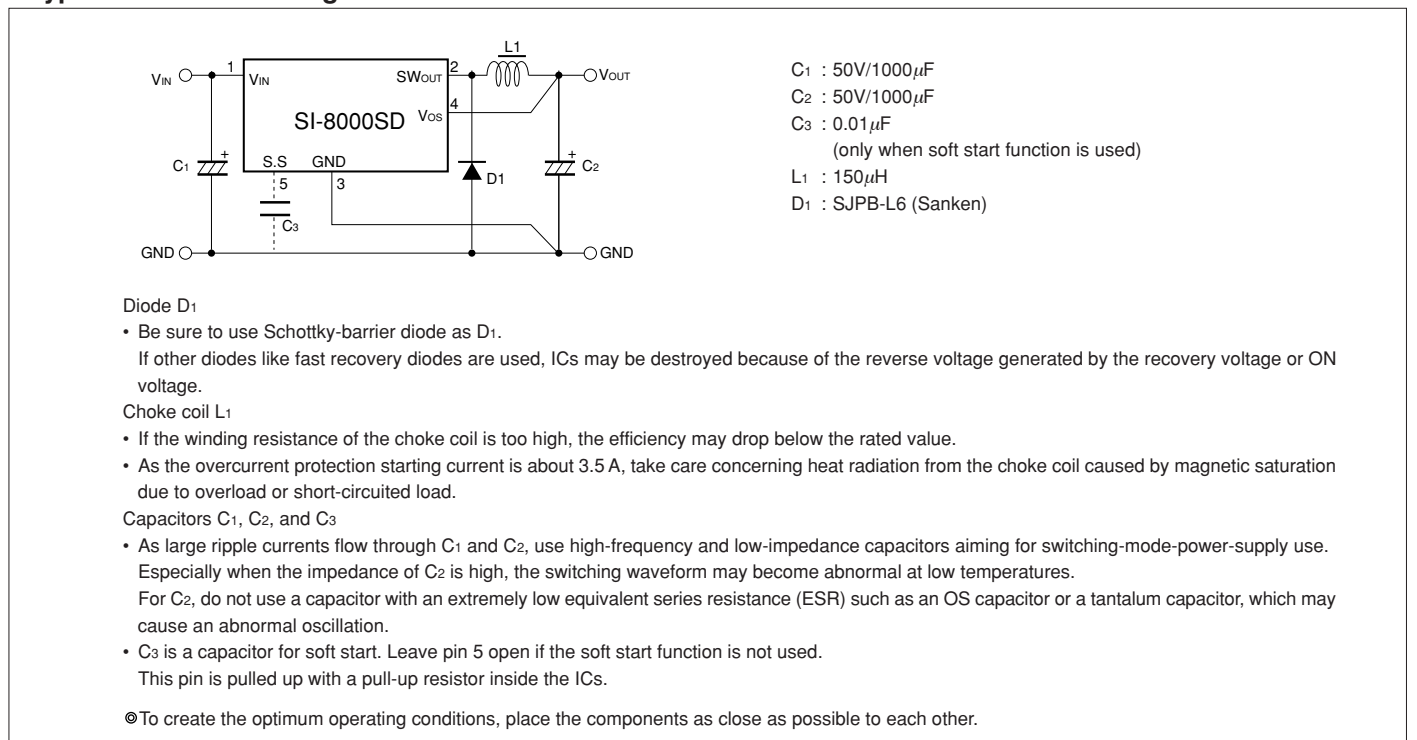 L1
VIN
1
VIN
SWOUT
2
VOUT
SI-8000SD
VOS
4
C1
+
S.S
GND
5
3
C3
D1
+
C2
GND
GND
C1 : 50V/1000μF
C2 : 50V/1000μF
C3 : 0.01μF
(only when soft start function is used)
L1 : 150μH
D1 : SJPB-L6 (Sanken)
Diode D1
• Be sure to use Schottky-barrier diode as D1.
If other diodes like fast recovery diodes are used, ICs may be destroyed because of the reverse voltage generated by the recovery voltage or ON
voltage.
Choke coil L1
• If the winding resistance of the choke coil is too high, the efficiency may drop below the rated value.
• As the overcurrent protection starting current is about 3.5 A, take care concerning heat radiation from the choke coil caused by magnetic saturation
due to overload or short-circuited load.
Capacitors C1, C2, and C3
• As large ripple currents flow through C1 and C2, use high-frequency and low-impedance capacitors aiming for switching-mode-power-supply use.
Especially when the impedance of C2 is high, the switching waveform may become abnormal at low temperatures.
For C2, do not use a capacitor with an extremely low equivalent series resistance (ESR) such as an OS capacitor or a tantalum capacitor, which may
cause an abnormal oscillation.
• C3 is a capacitor for soft start. Leave pin 5 open if the soft start function is not used.
This pin is pulled up with a pull-up resistor inside the ICs.
◎To create the optimum operating conditions, place the components as close as possible to each other.